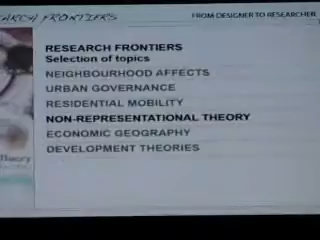 RESEARCH FRONTIERS
FROM DESIGNER TO RESEARCHER
RESEARCH FRONTIERS
Selection of topics
NEIGHBOURHOOD AFFECTS
URBAN GOVERNANCE
RESIDENTIAL MOBILITY
NON-REPRESENTATIONAL THEORY
ECONOMIC GEOGRAPHY
DEVELOPMENT THEORIES
Theory